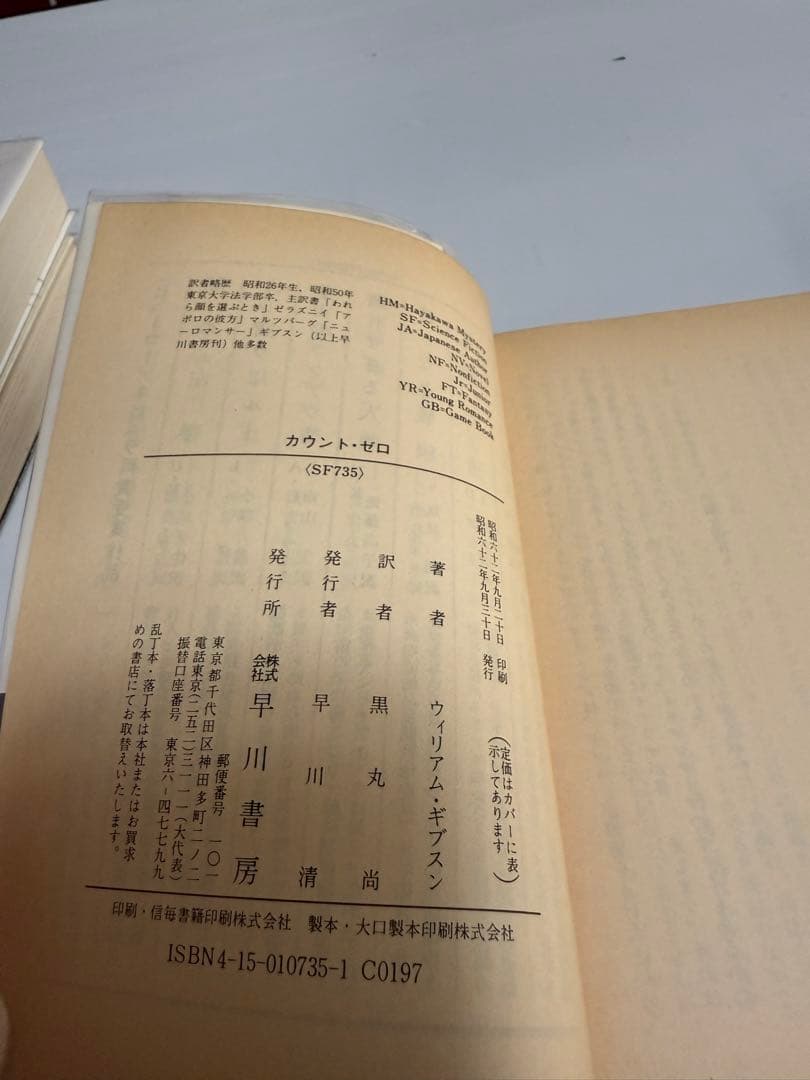 訳者略歴 昭和26年生、昭和50年
東京大学法学部卒、主訳書「われ
ら顔を選ぶとき」ゼラズニイ「ア
ポロの彼方」マルツバーグ「ニュ
ーロマンサー」ギブスン(以上早
川書房刊)他多数
HM=Hayakawa Mystery
SF=Science Fiction
JA=Japanese Author
NV=Novel
NF=Nonfiction
Jr=Junior
FT=Fantasy
YR=Young Romance
GB=Game Book
カウント・ゼロ
〈SF735〉
昭和六十二年九月二十日 印刷
昭和六十二年九月三十日 発行
(定価はカバーに表
示してあります)
著者 ウィリアム・ギブスン
訳者 黒丸尚
発行者 早川清
発行所 株式会社 早川書房
郵便番号 一〇一
東京都千代田区神田多町二ノ二
電話東京(二五二)三一一一(大代表)
振替口座番号 東京六-四七七九九
乱丁本・落丁本は本社またはお買求
めの書店にてお取替えいたします。
印刷・信毎書籍印刷株式会社 製本・大口製本印刷株式会社
ISBN4-15-010735-1 C0197